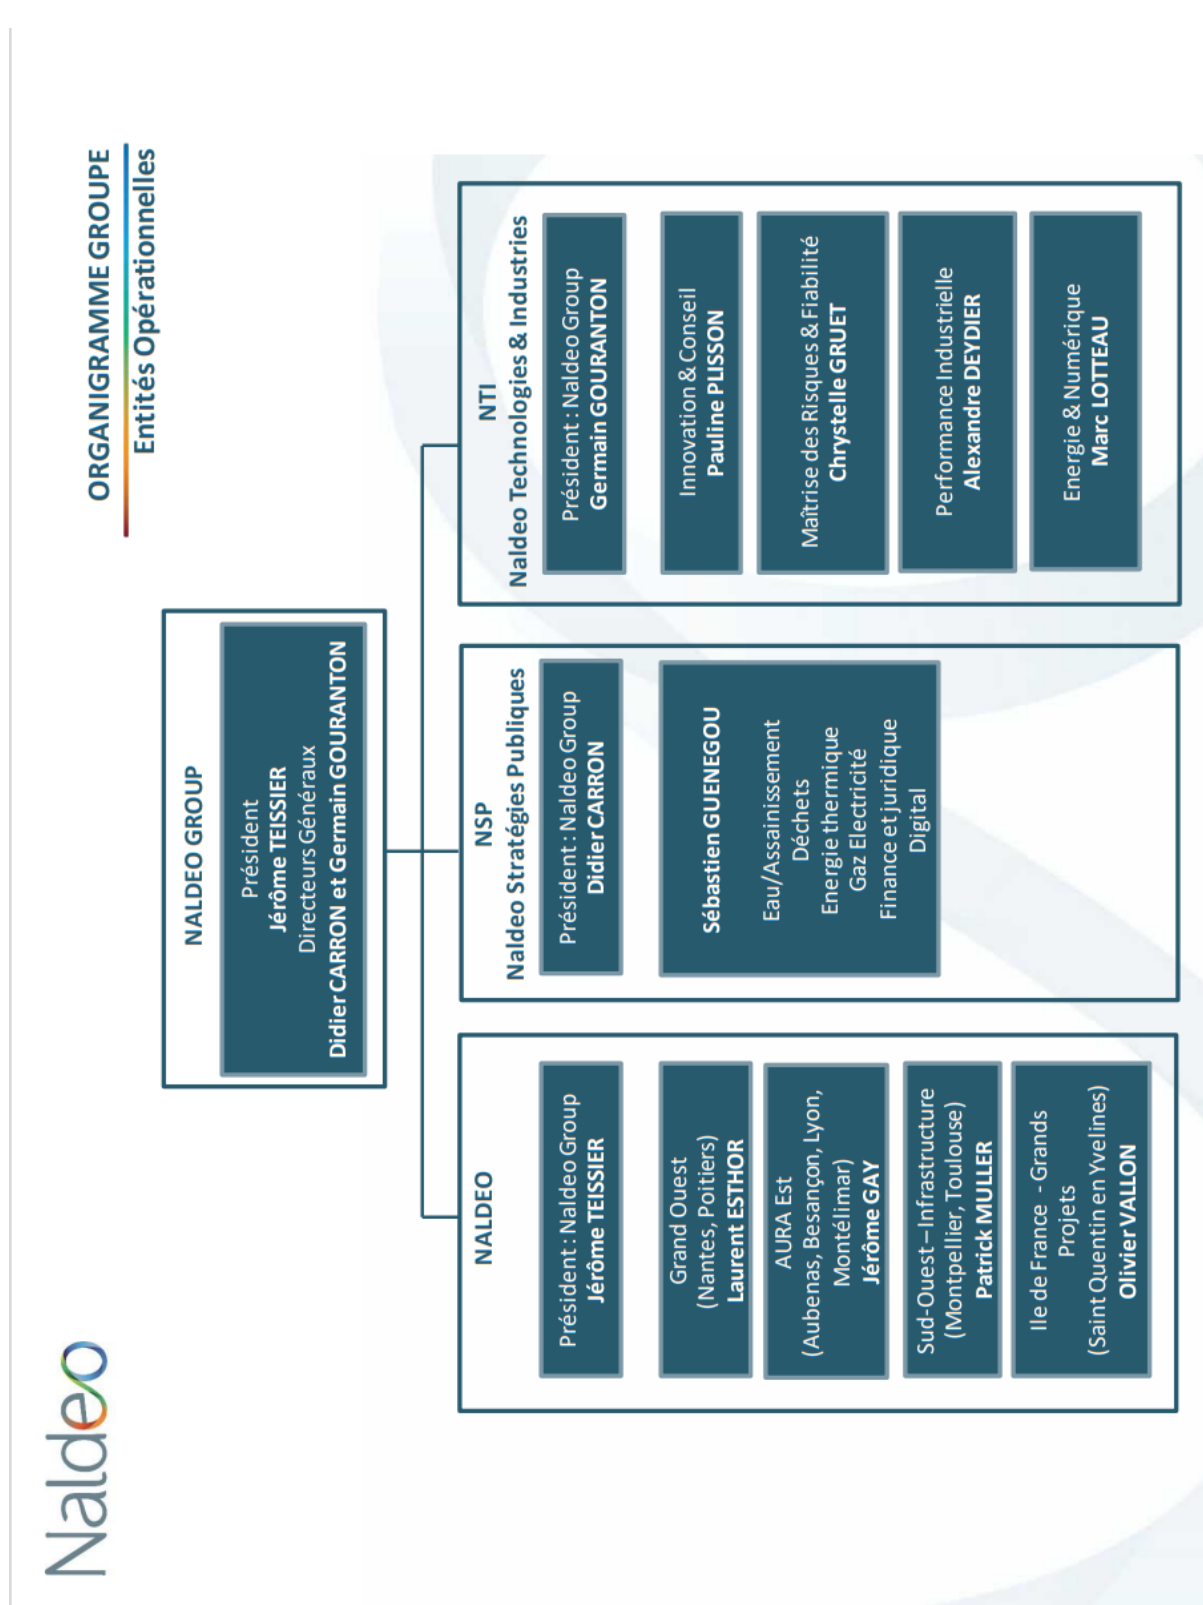 Naldeo
ORGANIGRAMME GROUPE
Entités Opérationnelles
NALDEO GROUP
Président
Jérôme TEISSIER
Directeurs Généraux
Didier CARRON et Germain GOURANTON
NALDEO
Président : Naldeo Group
Jérôme TEISSIER
Grand Ouest
(Nantes, Poitiers)
Laurent ESTHOR
AURA Est
(Aubenas, Besançon, Lyon,
Montélimar)
Jérôme GAY
Sud-Ouest – Infrastructure
(Montpellier, Toulouse)
Patrick MULLER
Ile de France - Grands
Projets
(Saint Quentin en Yvelines)
Olivier VALLON
NSP
Naldeo Stratégies Publiques
Président : Naldeo Group
Didier CARRON
Sébastien GUENEGOU
Eau/Assainissement
Déchets
Energie thermique
Gaz Electricité
Finance et juridique
Digital
NTI
Naldeo Technologies & Industries
Président : Naldeo Group
Germain GOURANTON
Innovation & Conseil
Pauline PLISSON
Maîtrise des Risques & Fiabilité
Chrystelle GRUET
Performance Industrielle
Alexandre DEYDIER
Energie & Numérique
Marc LOTTEAU